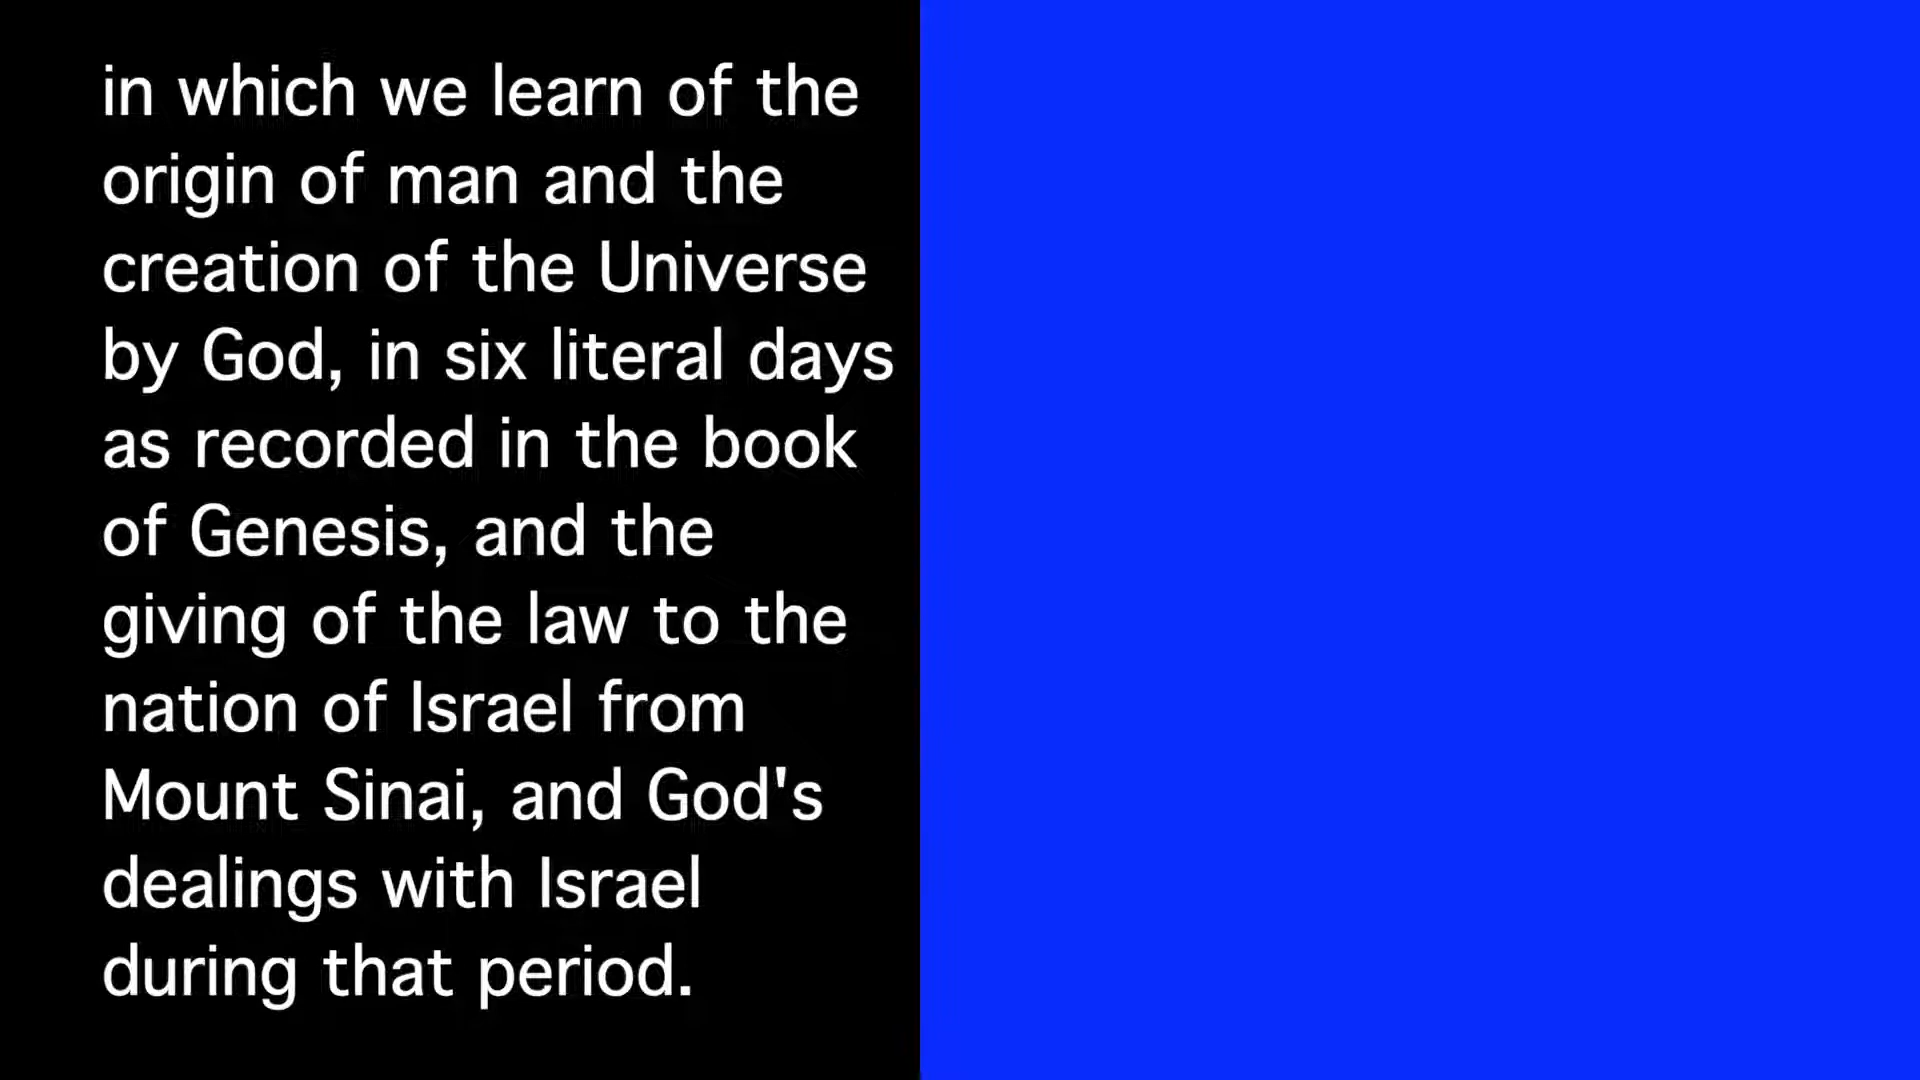 in which we learn of the
origin of man and the
creation of the Universe
by God, in six literal days
as recorded in the book
of Genesis, and the
giving of the law to the
nation of Israel from
Mount Sinai, and God's
dealings with Israel
during that period.